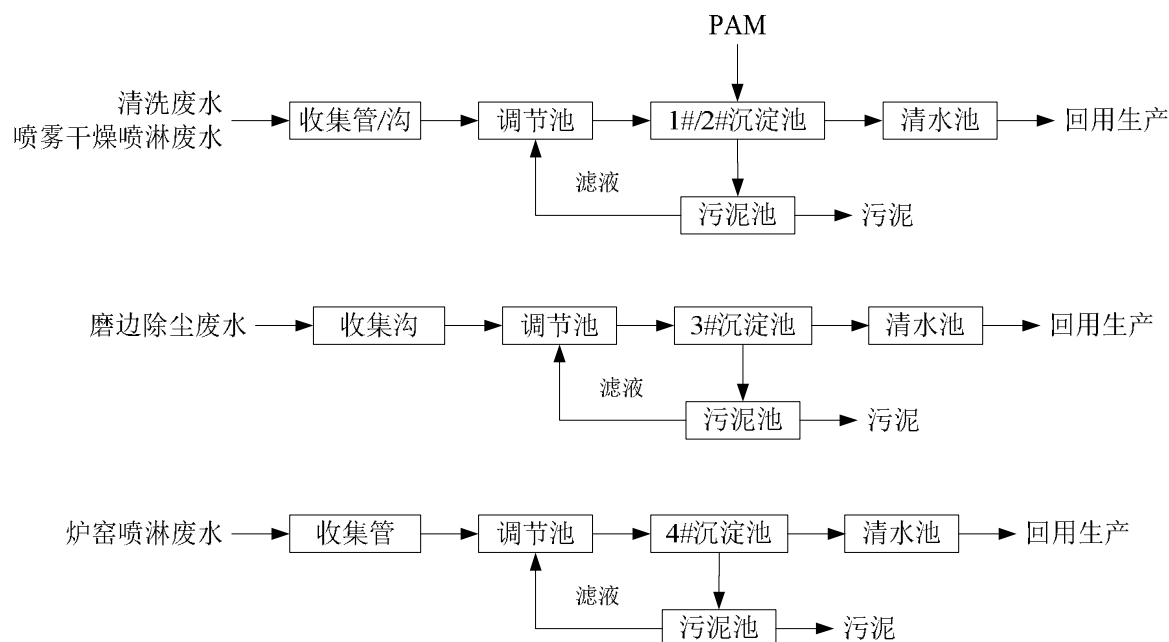 PAM
清洗废水
喷雾干燥喷淋废水
收集管/沟
调节池
1#/2#沉淀池
清水池
回用生产
滤液
污泥池
污泥
磨边除尘废水
收集沟
调节池
3#沉淀池
清水池
回用生产
滤液
污泥池
污泥
炉窑喷淋废水
收集管
调节池
4#沉淀池
清水池
回用生产
滤液
污泥池
污泥